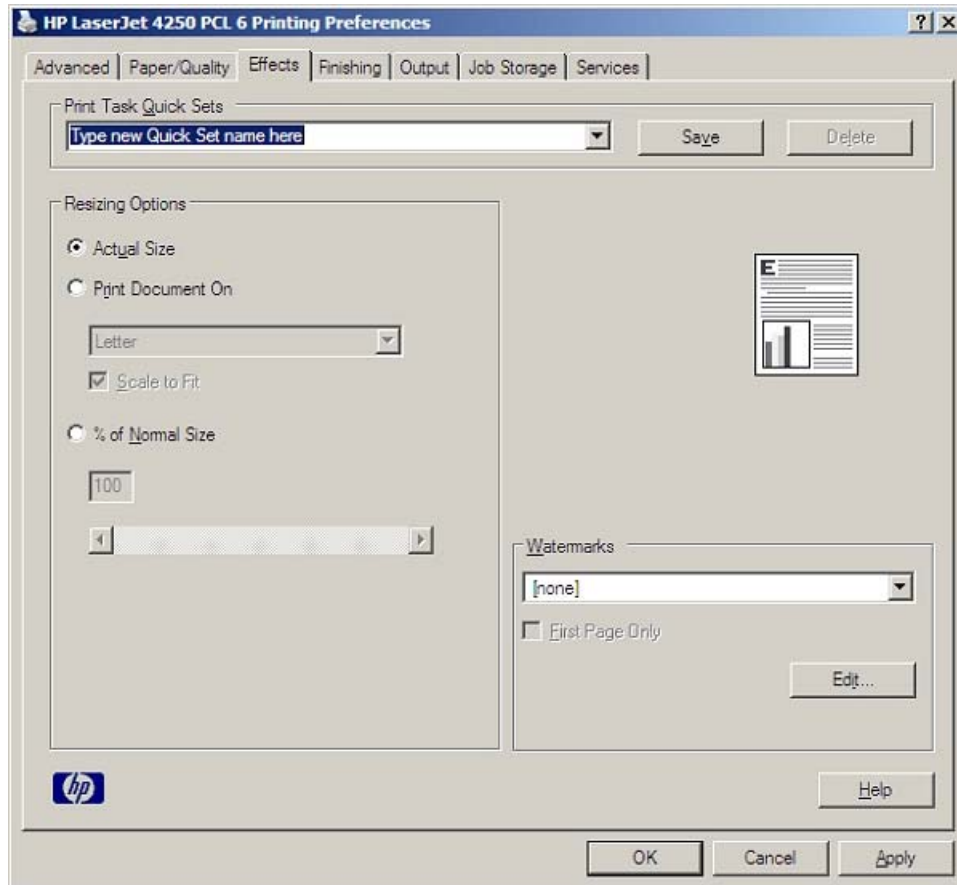 HP LaserJet 4250 PCL 6 Printing Preferences
Advanced Paper/Quality Effects Finishing Output Job Storage Services
Print Task Quick Sets
Type new Quick Set name here Save Delete
Resizing Options
Actual Size
Print Document On
Letter
Scale to Fit
% of Normal Size
100
E
Watermarks
[none]
First Page Only
Edit...
hp
Help
OK Cancel Apply